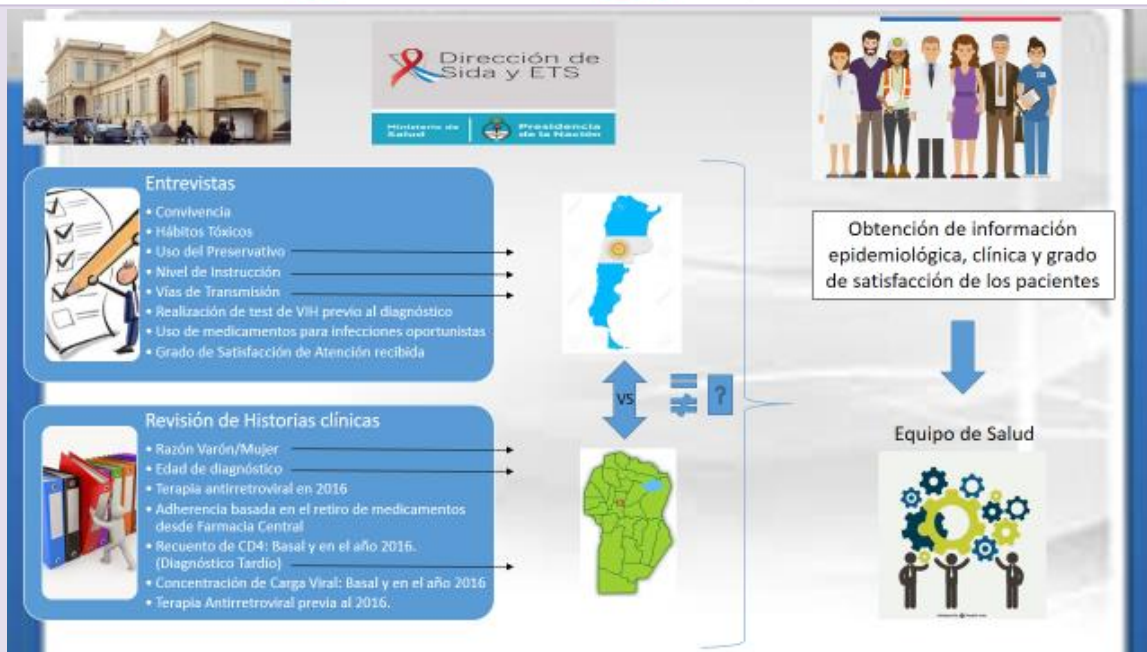 Dirección de
Sida y ETS
Ministerio de
Salud
Presidencia
de la Nación
Entrevistas
• Convivencia
• Hábitos Tóxicos
• Uso del Preservativo
• Nivel de Instrucción
• Vías de Transmisión
• Realización de test de VIH previo al diagnóstico
• Uso de medicamentos para infecciones oportunistas
• Grado de Satisfacción de Atención recibida
Revisión de Historias clínicas
• Razón Varón/Mujer
• Edad de diagnóstico
• Terapia antirretroviral en 2016
• Adherencia basada en el retiro de medicamentos
desde Farmacia Central
• Recuento de CD4: Basal y en el año 2016.
(Diagnóstico Tardío)
• Concentración de Carga Viral: Basal y en el año 2016
• Terapia Antirretroviral previa al 2016.
VS
= ≠ ?
Obtención de información
epidemiológica, clínica y grado
de satisfacción de los pacientes
Equipo de Salud